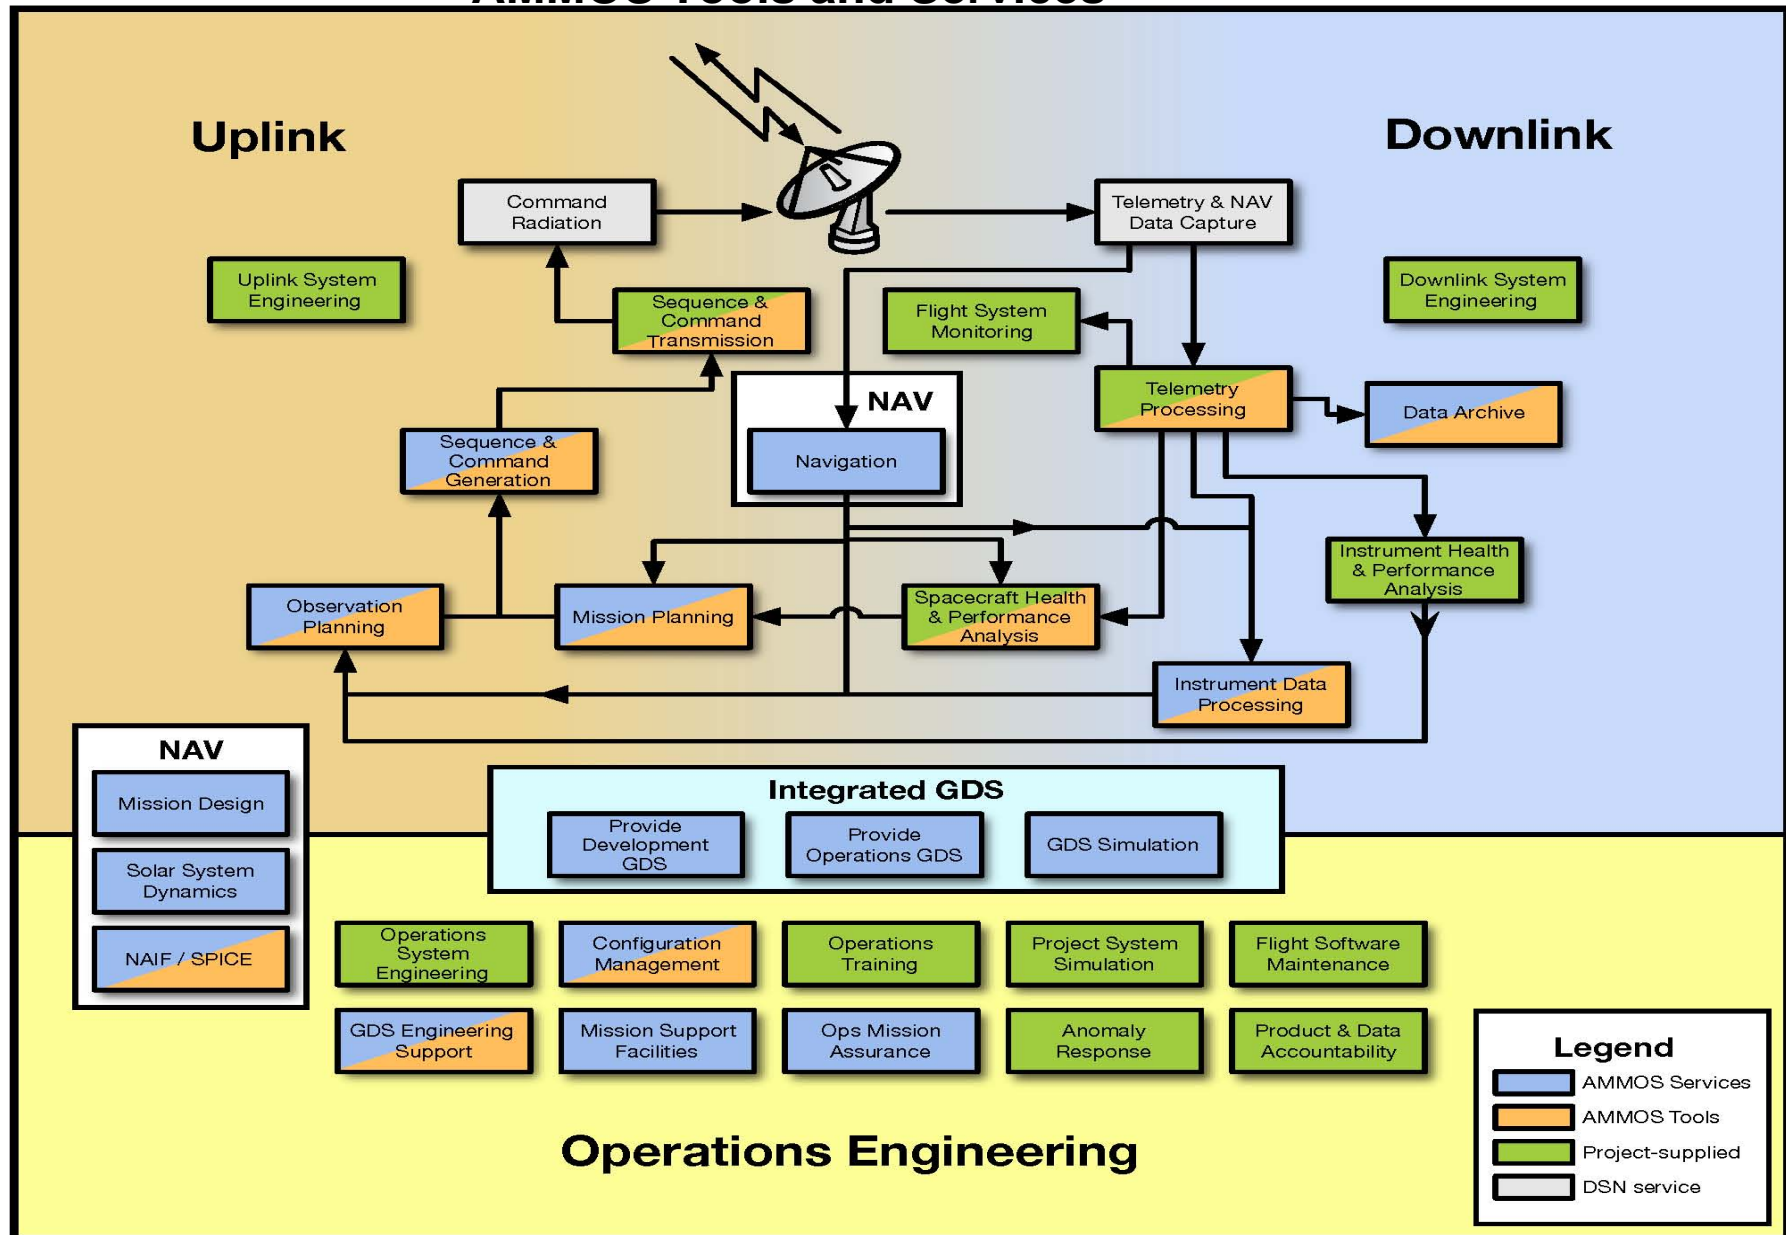 AMMOS Tools and Services
Uplink
Downlink
Command
Radiation
Telemetry & NAV
Data Capture
Uplink System
Engineering
Sequence &
Command
Transmission
Flight System
Monitoring
Downlink System
Engineering
Telemetry
Processing
Data Archive
NAV
Navigation
Sequence &
Command
Generation
Instrument Health
& Performance
Analysis
Observation
Planning
Mission Planning
Spacecraft Health
& Performance
Analysis
Instrument Data
Processing
NAV
Mission Design
Solar System
Dynamics
NAIF / SPICE
Integrated GDS
Provide
Development
GDS
Provide
Operations GDS
GDS Simulation
Operations
System
Engineering
Configuration
Management
Operations
Training
Project System
Simulation
Flight Software
Maintenance
GDS Engineering
Support
Mission Support
Facilities
Ops Mission
Assurance
Anomaly
Response
Product & Data
Accountability
Operations Engineering
Legend
AMMOS Services
AMMOS Tools
Project-supplied
DSN service